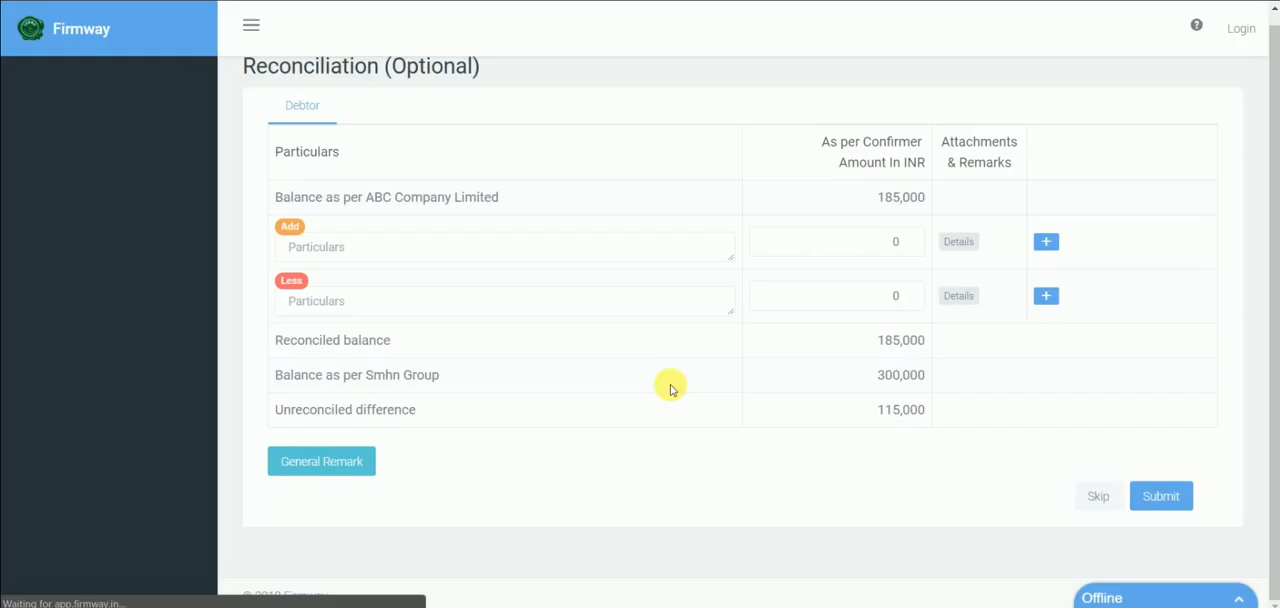 Firmway
Login
Reconciliation (Optional)
Debtor
Particulars
As per Confirmer
Amount In INR
Attachments
& Remarks
Balance as per ABC Company Limited
185,000
Add
Particulars
0
Details
+
Less
Particulars
0
Details
+
Reconciled balance
185,000
Balance as per Smhn Group
300,000
Unreconciled difference
115,000
General Remark
Skip
Submit
Waiting for app.firmway.in...
Offline